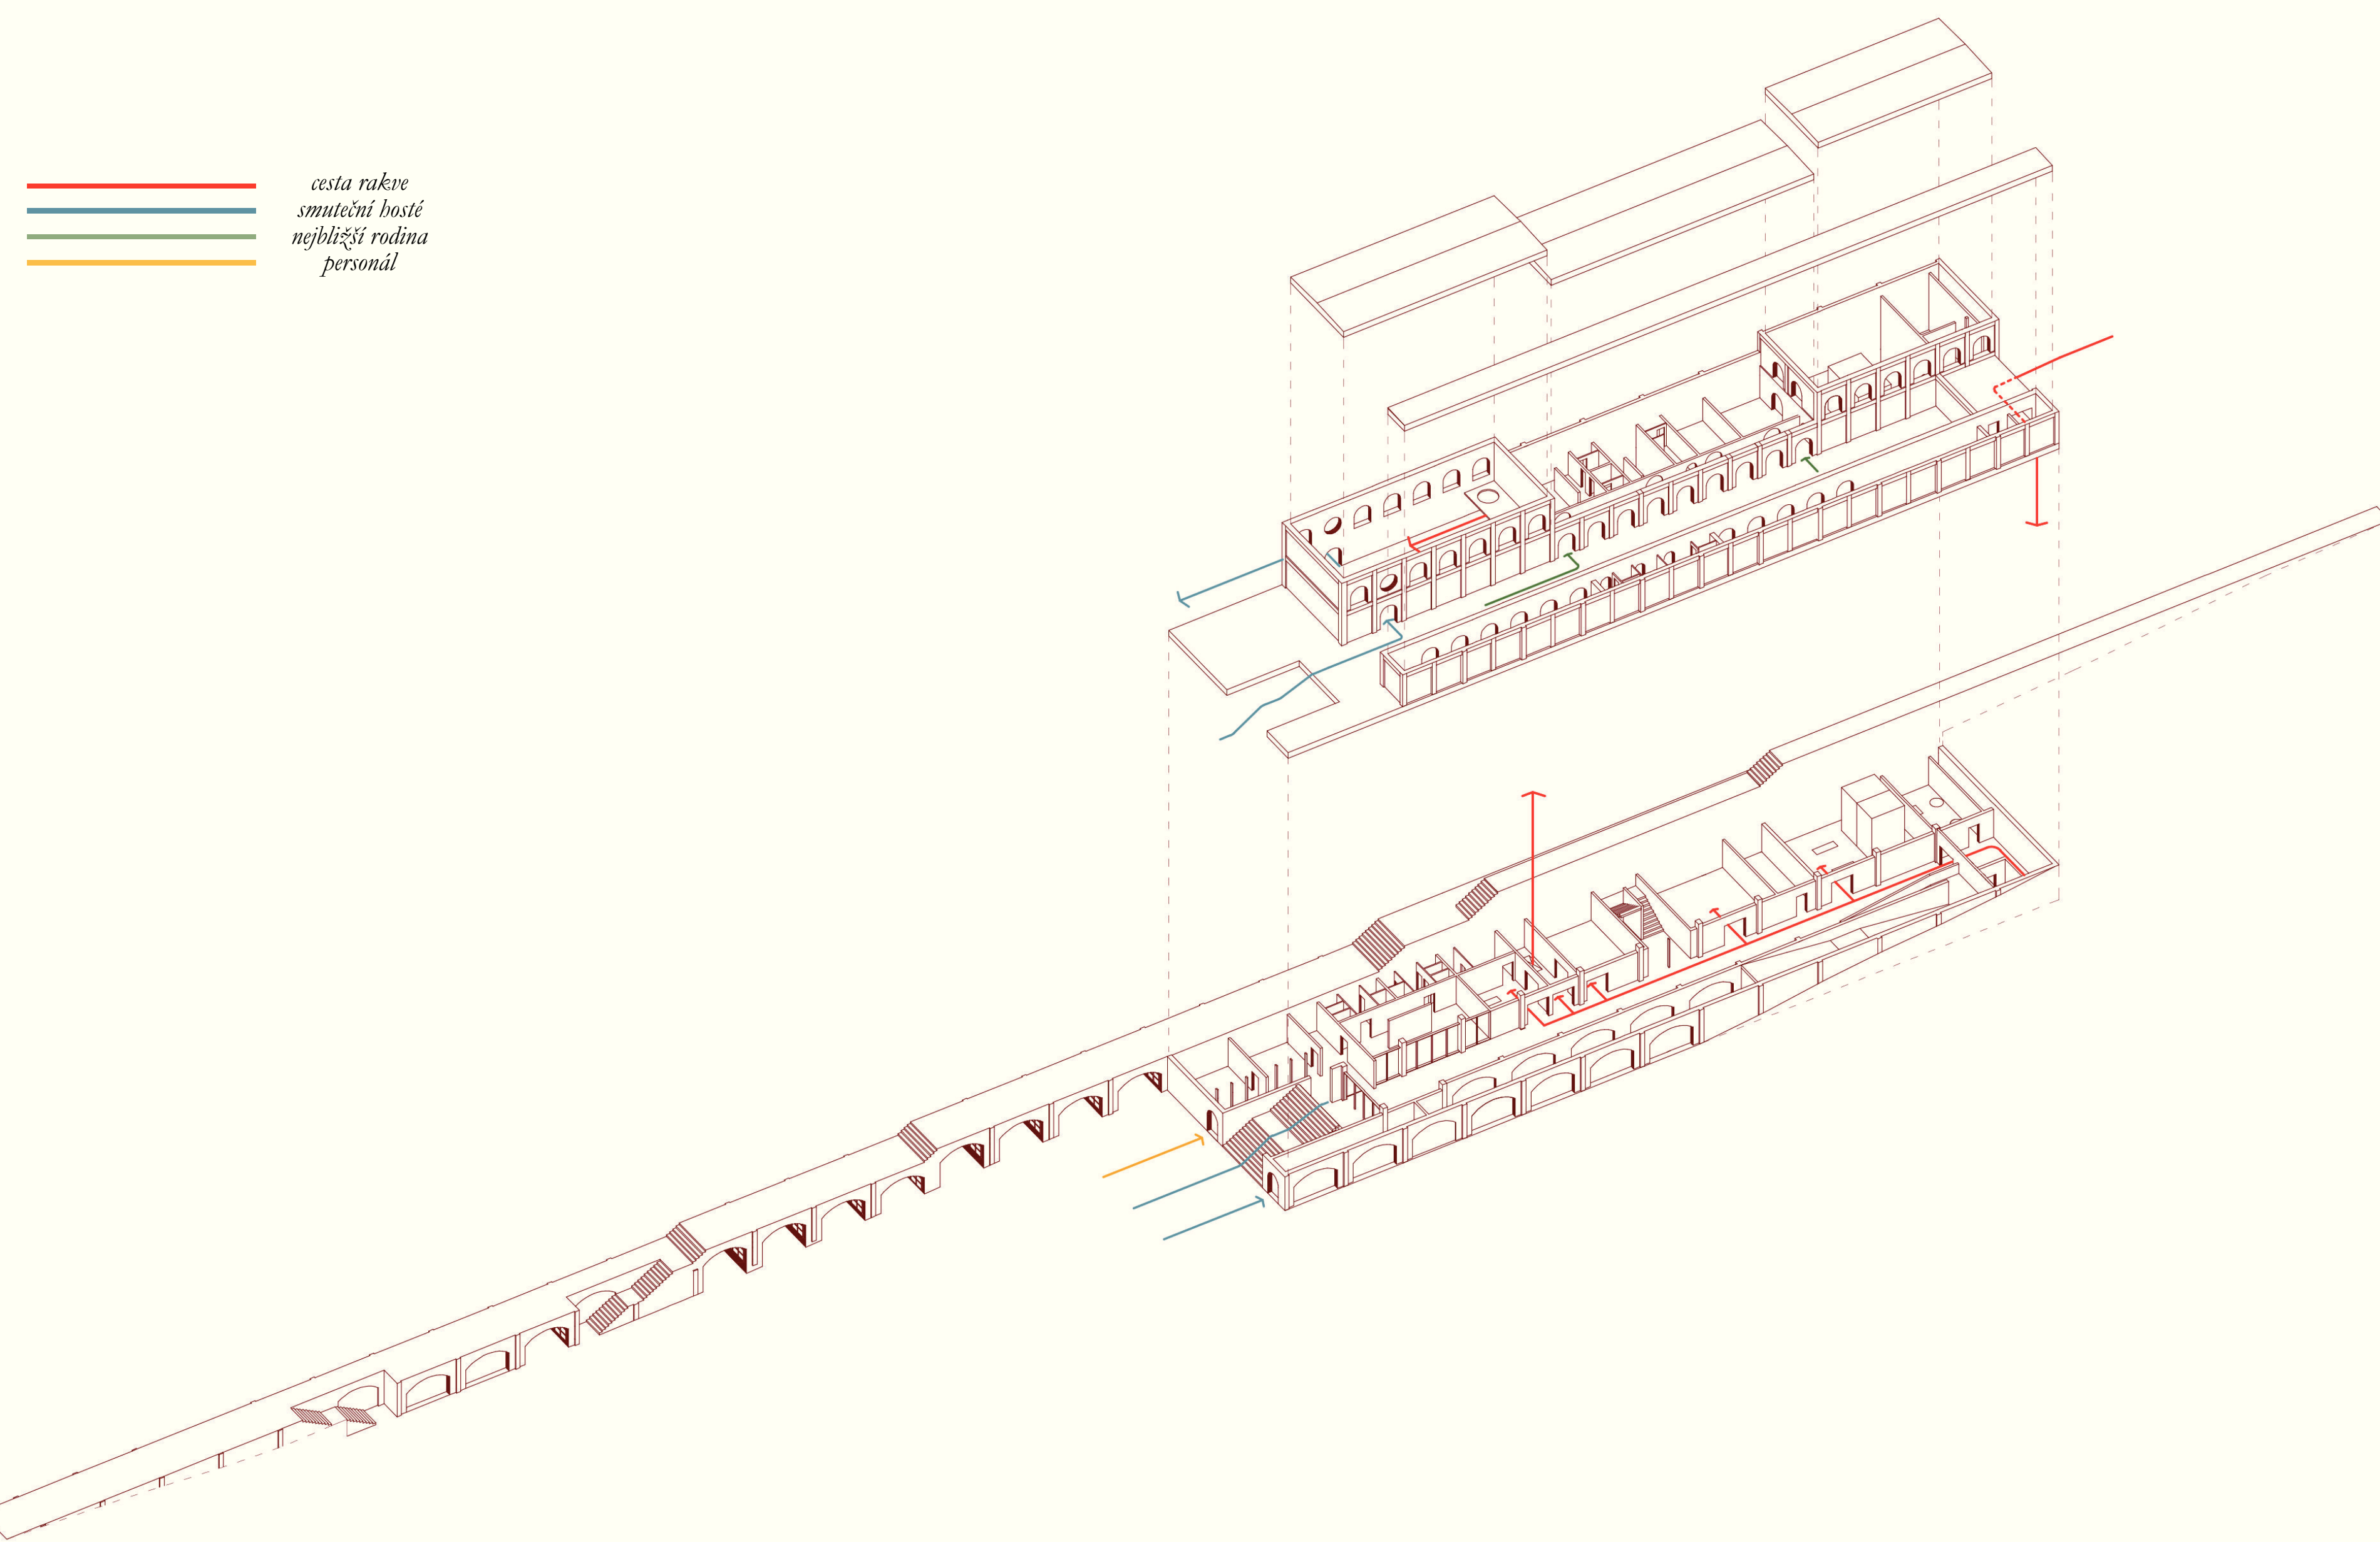 cesta rakve
smuteční hosté
nejbližší rodina
personál